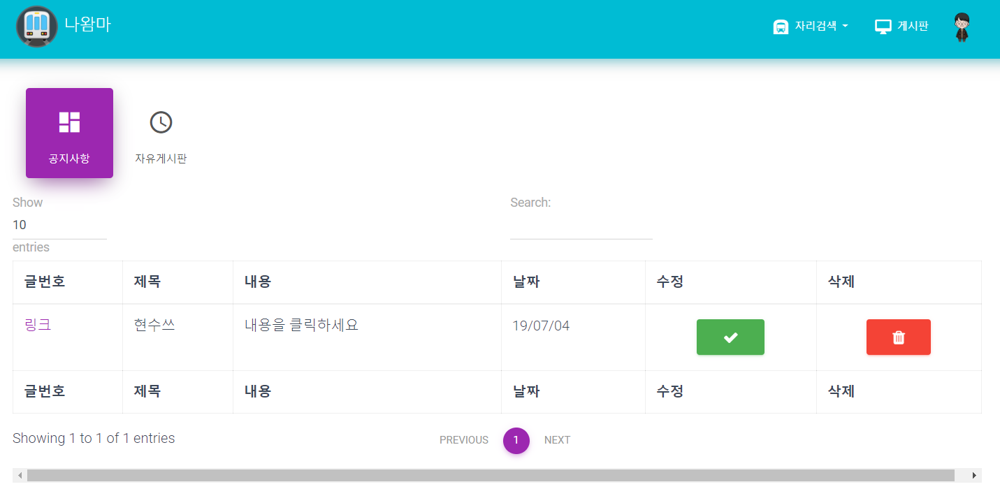 나왐마
자리검색
게시판
공지사항
자유게시판
Show
10
entries
Search:
글번호 제목 내용 날짜 수정 삭제
링크 현수쓰 내용을 클릭하세요 19/07/04
글번호 제목 내용 날짜 수정 삭제
Showing 1 to 1 of 1 entries
PREVIOUS 1 NEXT